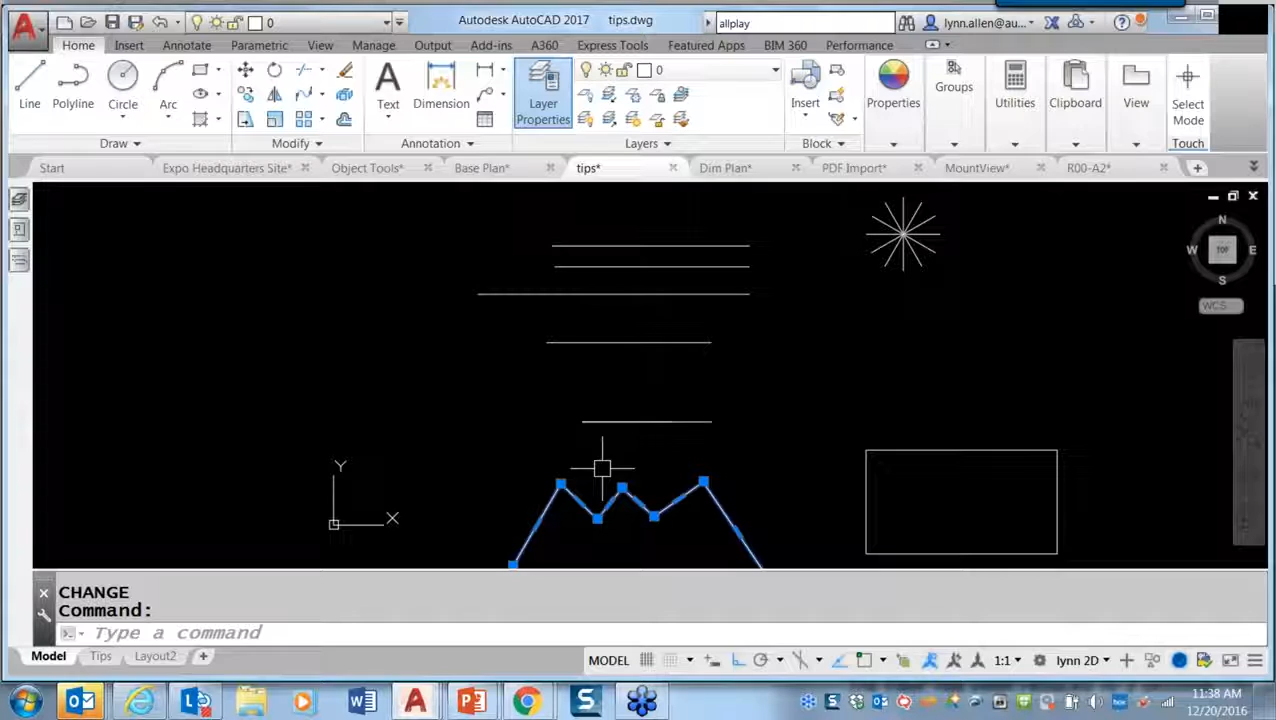 Autodesk AutoCAD 2017 tips.dwg
allplay
lynn.allen@au...
0
Home Insert Annotate Parametric View Manage Output Add-ins A360 Express Tools Featured Apps BIM 360 Performance
0
Line Polyline Circle Arc
Text Dimension
Layer
Properties
Insert
Properties Groups Utilities Clipboard View
Select
Mode
Draw Modify Annotation Layers Block Touch
Start Expo Headquarters Site* Object Tools* Base Plan* tips* Dim Plan* PDF Import* MountView* R00-A2*
N
W TOP E
S
WCS
Y
X
CHANGE
Command:
Type a command
Model Tips Layout2
MODEL 1:1 lynn 2D
11:38 AM
12/20/2016